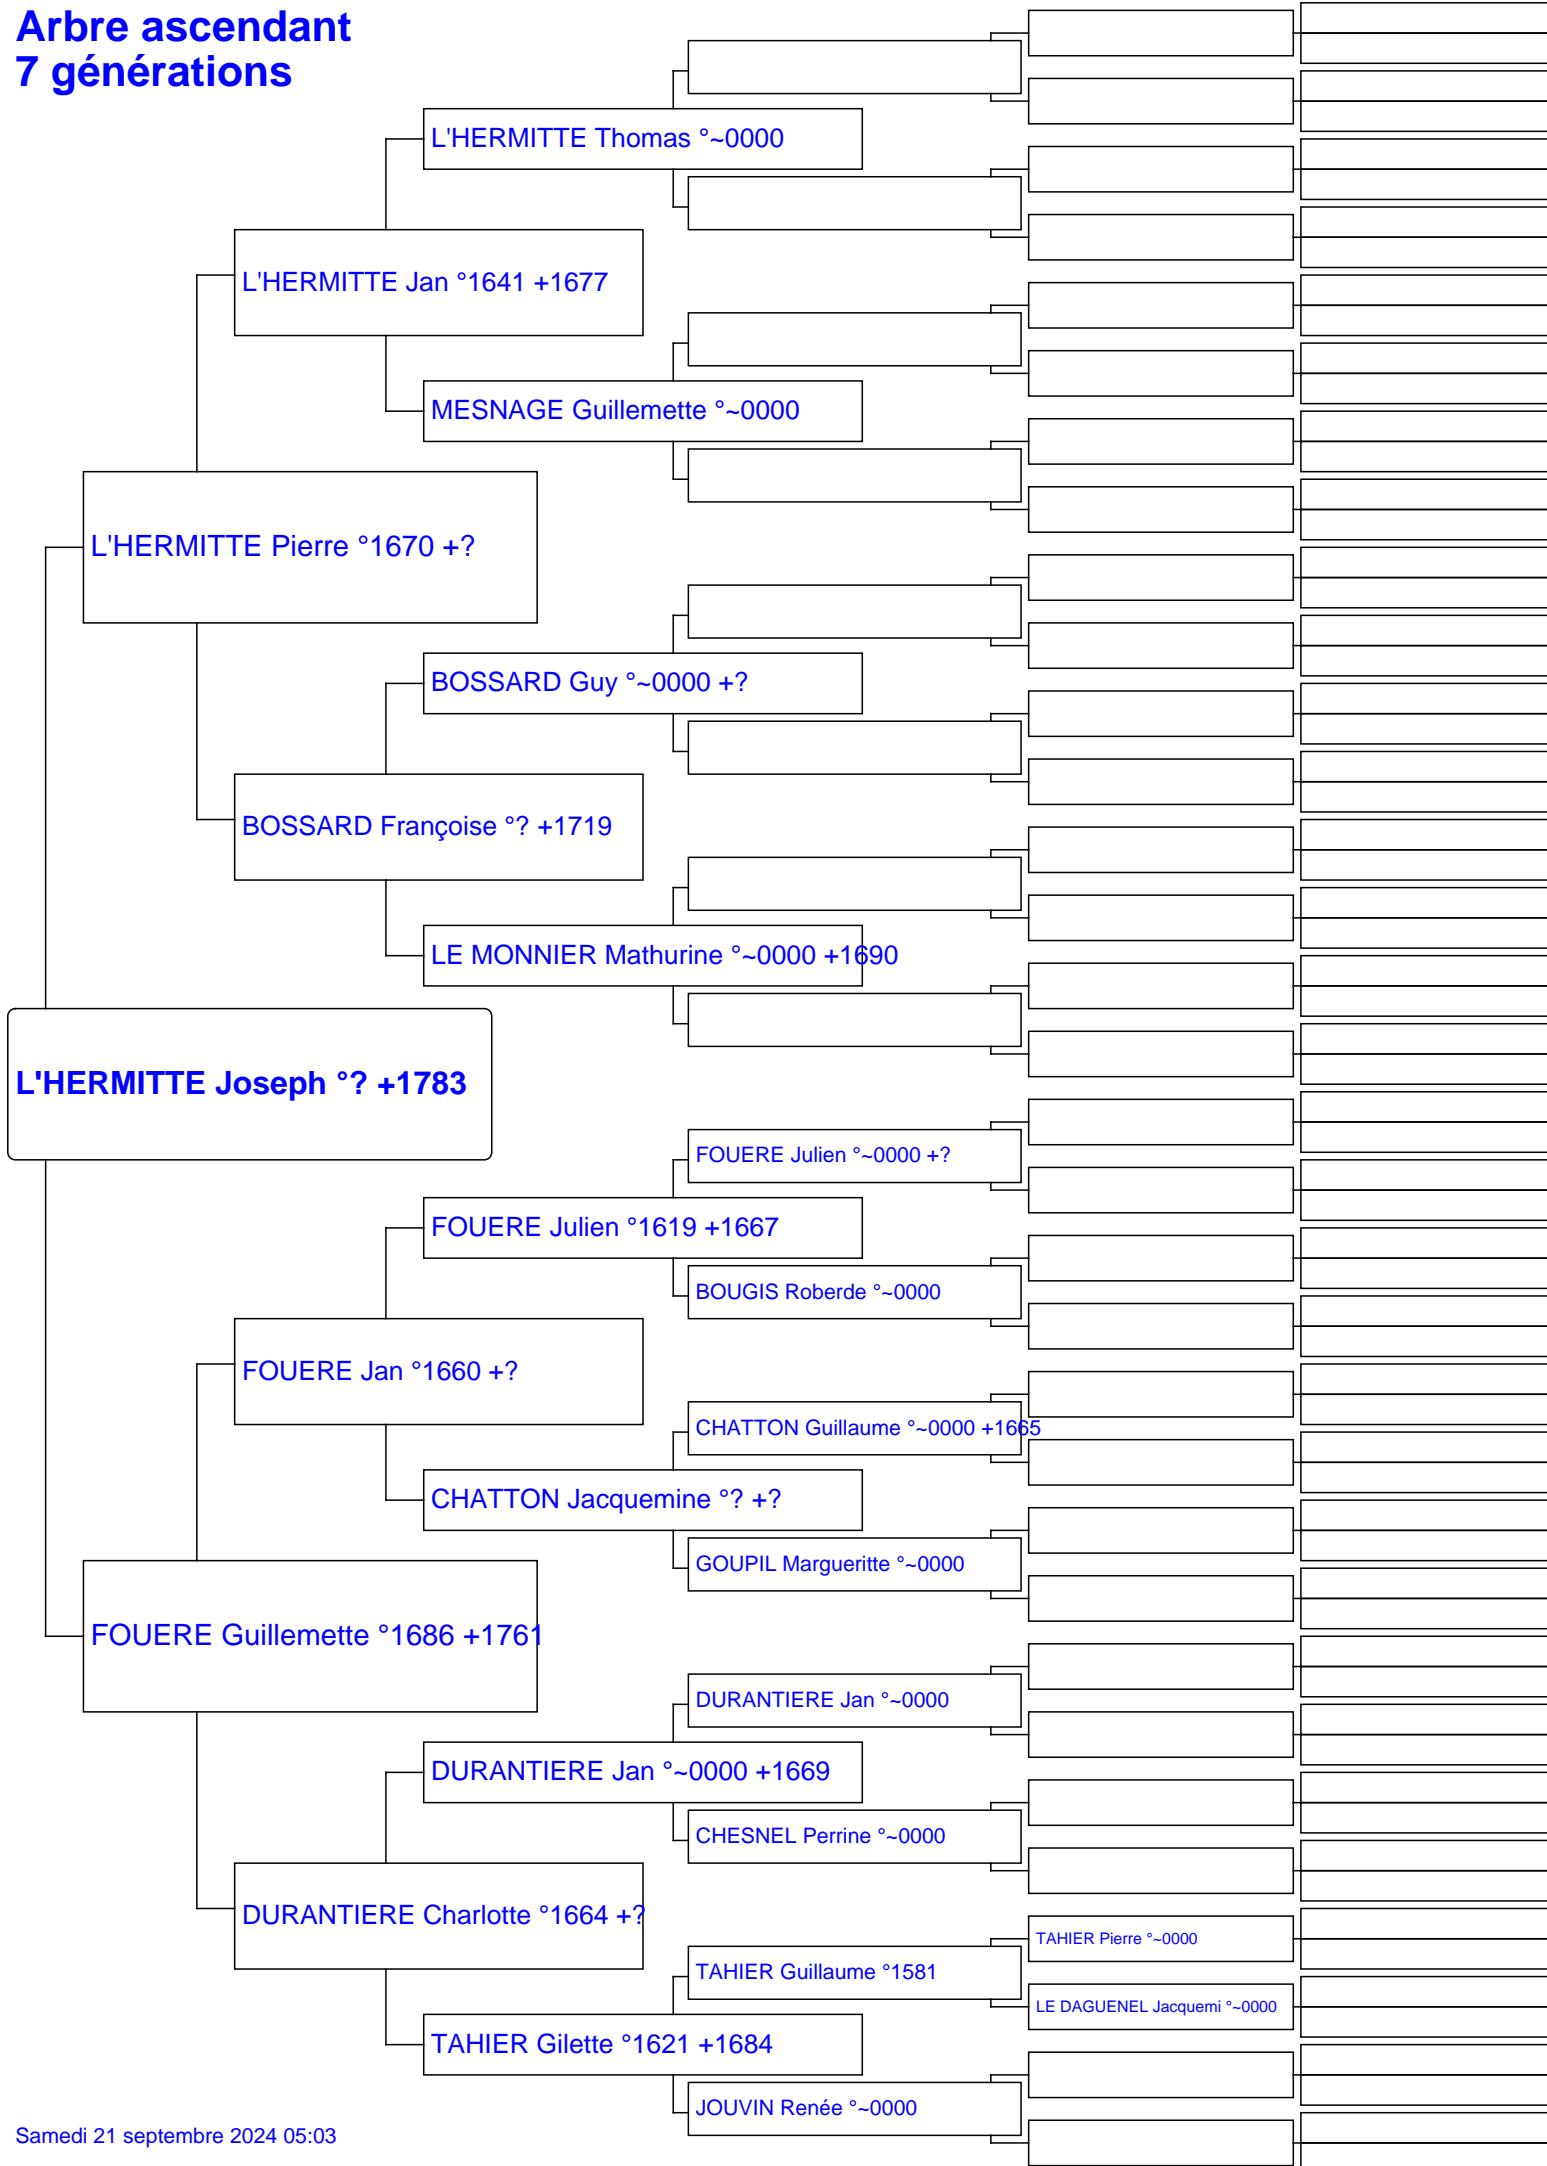 Arbre ascendant
7 générations
L'HERMITTE Thomas °~0000
L'HERMITTE Jan °1641 +1677
MESNAGE Guillemette °~0000
L'HERMITTE Pierre °1670 +?
BOSSARD Guy °~0000 +?
BOSSARD Françoise °? +1719
LE MONNIER Mathurine °~0000 +1690
L'HERMITTE Joseph °? +1783
FOUERE Julien °~0000 +?
FOUERE Julien °1619 +1667
BOUGIS Roberde °~0000
FOUERE Jan °1660 +?
CHATTON Guillaume °~0000 +1665
CHATTON Jacquemine °? +?
GOUPIL Margueritte °~0000
FOUERE Guillemette °1686 +1761
DURANTIERE Jan °~0000
DURANTIERE Jan °~0000 +1669
CHESNEL Perrine °~0000
DURANTIERE Charlotte °1664 +?
TAHIER Pierre °~0000
TAHIER Guillaume °1581
LE DAGUENEL Jacquemi °~0000
TAHIER Gilette °1621 +1684
JOUVIN Renée °~0000
Samedi 21 septembre 2024 05:03